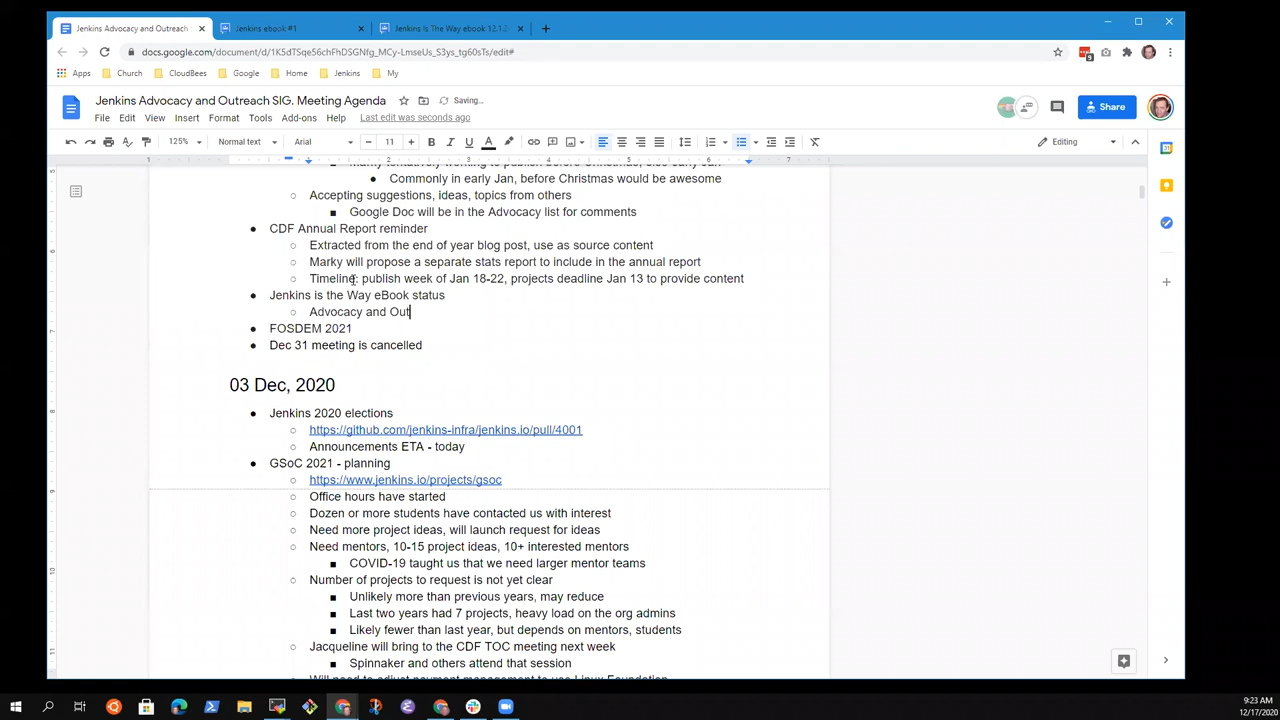 Jenkins Advocacy and Outreach
Jenkins ebook #1
Jenkins Is The Way ebook 12.1.2
docs.google.com/document/d/1K5dTSqe56chFhDSGNfg_MCy-LmseUs_S3ys_tg60sTs/edit#
Apps
Church
CloudBees
Google
Home
Jenkins
My
Jenkins Advocacy and Outreach SIG. Meeting Agenda
Saving...
File Edit View Insert Format Tools Add-ons Help Last edit was seconds ago
Share
125% Normal text Arial 11 Editing
Commonly in early Jan, before Christmas would be awesome
Accepting suggestions, ideas, topics from others
Google Doc will be in the Advocacy list for comments
CDF Annual Report reminder
Extracted from the end of year blog post, use as source content
Marky will propose a separate stats report to include in the annual report
Timeline: publish week of Jan 18-22, projects deadline Jan 13 to provide content
Jenkins is the Way eBook status
Advocacy and Out
FOSDEM 2021
Dec 31 meeting is cancelled
03 Dec, 2020
Jenkins 2020 elections
https://github.com/jenkins-infra/jenkins.io/pull/4001
Announcements ETA - today
GSoC 2021 - planning
https://www.jenkins.io/projects/gsoc
Office hours have started
Dozen or more students have contacted us with interest
Need more project ideas, will launch request for ideas
Need mentors, 10-15 project ideas, 10+ interested mentors
COVID-19 taught us that we need larger mentor teams
Number of projects to request is not yet clear
Unlikely more than previous years, may reduce
Last two years had 7 projects, heavy load on the org admins
Likely fewer than last year, but depends on mentors, students
Jacqueline will bring to the CDF TOC meeting next week
Spinnaker and others attend that session
Will need to adjust payment management to use Linux Foundation
9:23 AM
12/17/2020